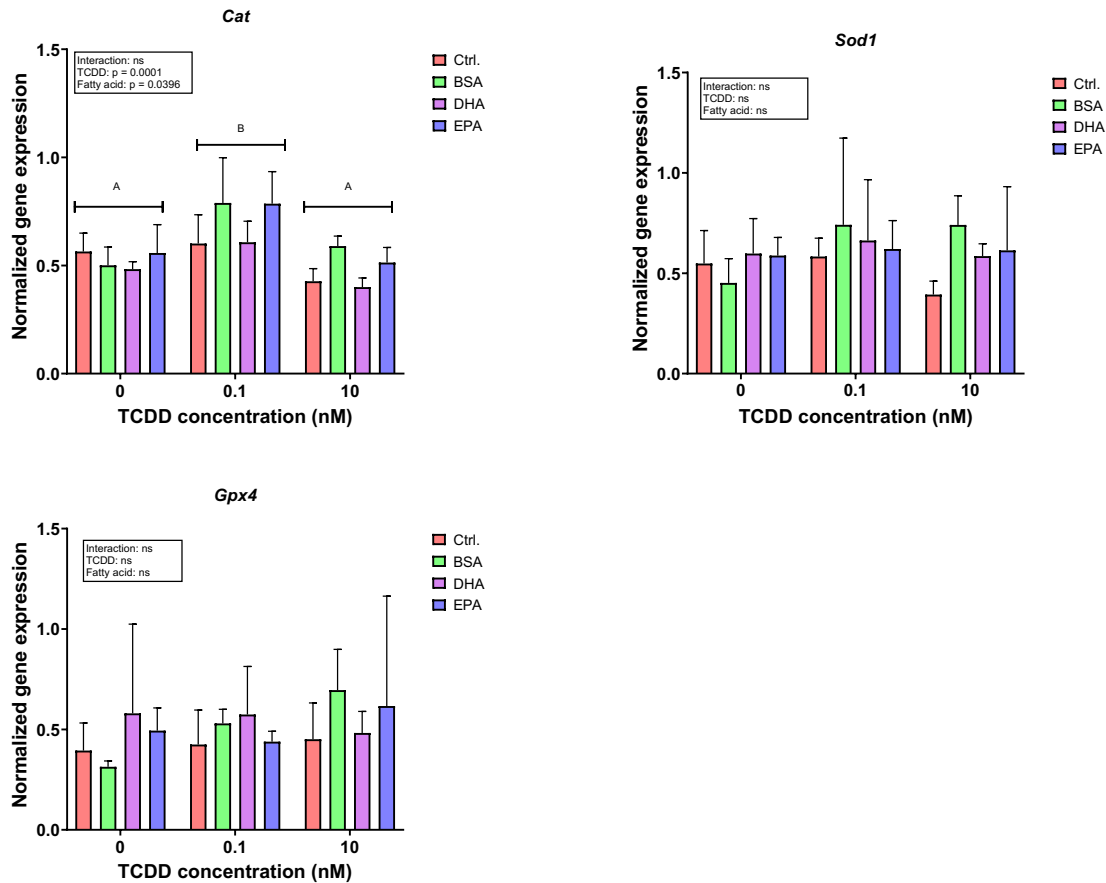 Cat
1.5
1.0
0.5
0.0
Normalized gene expression
Interaction: ns
TCDD: p = 0.0001
Fatty acid: p = 0.0396
A
B
A
Ctrl.
BSA
DHA
EPA
0
0.1
10
TCDD concentration (nM)
Sod1
1.5
1.0
0.5
0.0
Normalized gene expression
Interaction: ns
TCDD: ns
Fatty acid: ns
Ctrl.
BSA
DHA
EPA
0
0.1
10
TCDD concentration (nM)
Gpx4
1.5
1.0
0.5
0.0
Normalized gene expression
Interaction: ns
TCDD: ns
Fatty acid: ns
Ctrl.
BSA
DHA
EPA
0
0.1
10
TCDD concentration (nM)